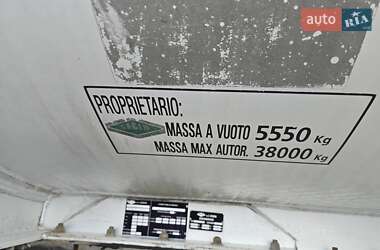 auto RIA
PROPRIETARIO:
MASSA A VUOTO 5550 Kg
MASSA MAX AUTOR. 38000 Kg